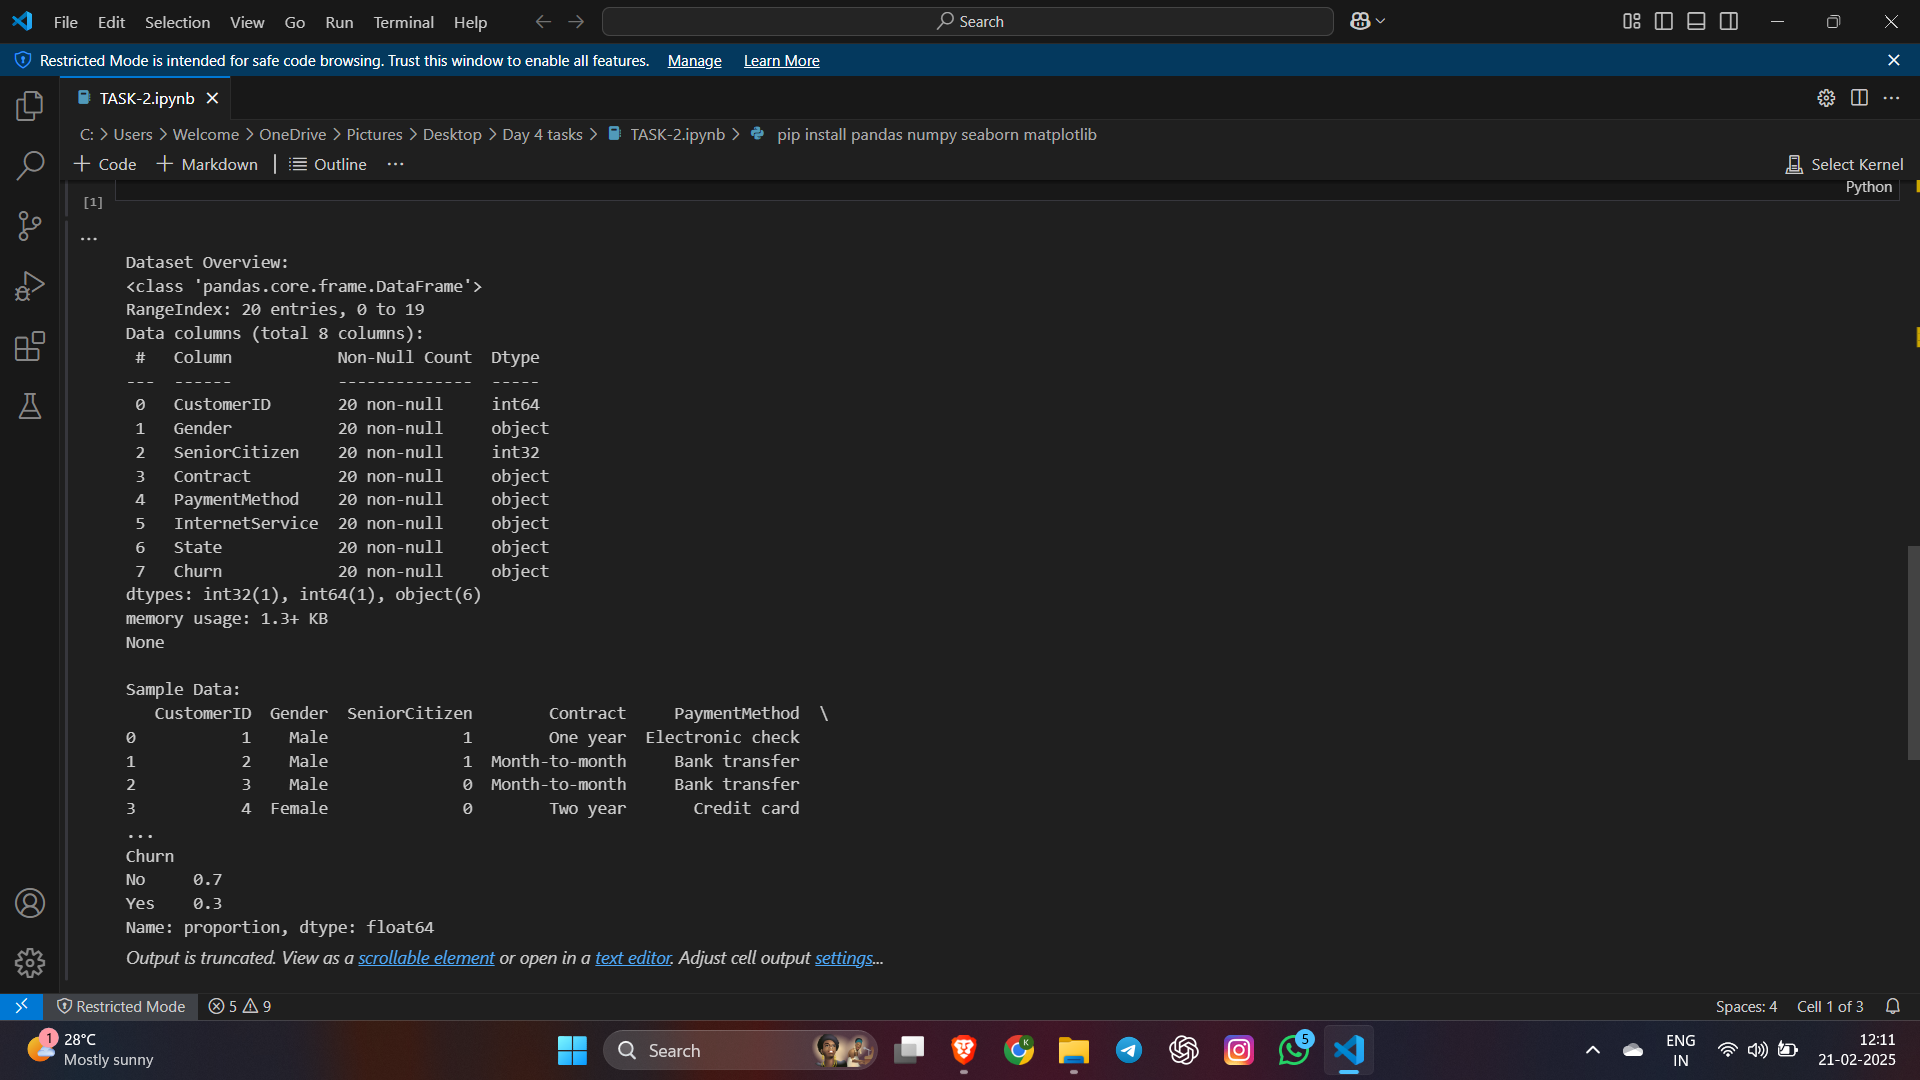 File Edit Selection View Go Run Terminal Help Search
Restricted Mode is intended for safe code browsing. Trust this window to enable all features. Manage Learn More
TASK-2.ipynb
C: > Users > Welcome > OneDrive > Pictures > Desktop > Day 4 tasks > TASK-2.ipynb > pip install pandas numpy seaborn matplotlib
+ Code + Markdown | Outline ... Select Kernel
Python
[1]
...
Dataset Overview:
<class 'pandas.core.frame.DataFrame'>
RangeIndex: 20 entries, 0 to 19
Data columns (total 8 columns):
 #   Column           Non-Null Count  Dtype
---  ------           --------------  -----
 0   CustomerID       20 non-null     int64
 1   Gender           20 non-null     object
 2   SeniorCitizen    20 non-null     int32
 3   Contract         20 non-null     object
 4   PaymentMethod    20 non-null     object
 5   InternetService  20 non-null     object
 6   State            20 non-null     object
 7   Churn            20 non-null     object
dtypes: int32(1), int64(1), object(6)
memory usage: 1.3+ KB
None
Sample Data:
   CustomerID  Gender  SeniorCitizen        Contract     PaymentMethod  \
0           1    Male              1        One year  Electronic check
1           2    Male              1  Month-to-month     Bank transfer
2           3    Male              0  Month-to-month     Bank transfer
3           4  Female              0        Two year       Credit card
...
Churn
No     0.7
Yes    0.3
Name: proportion, dtype: float64
Output is truncated. View as a scrollable element or open in a text editor. Adjust cell output settings...
Restricted Mode 5 9 Spaces: 4 Cell 1 of 3
1 28°C
Mostly sunny
Search
K
5
ENG
IN
12:11
21-02-2025